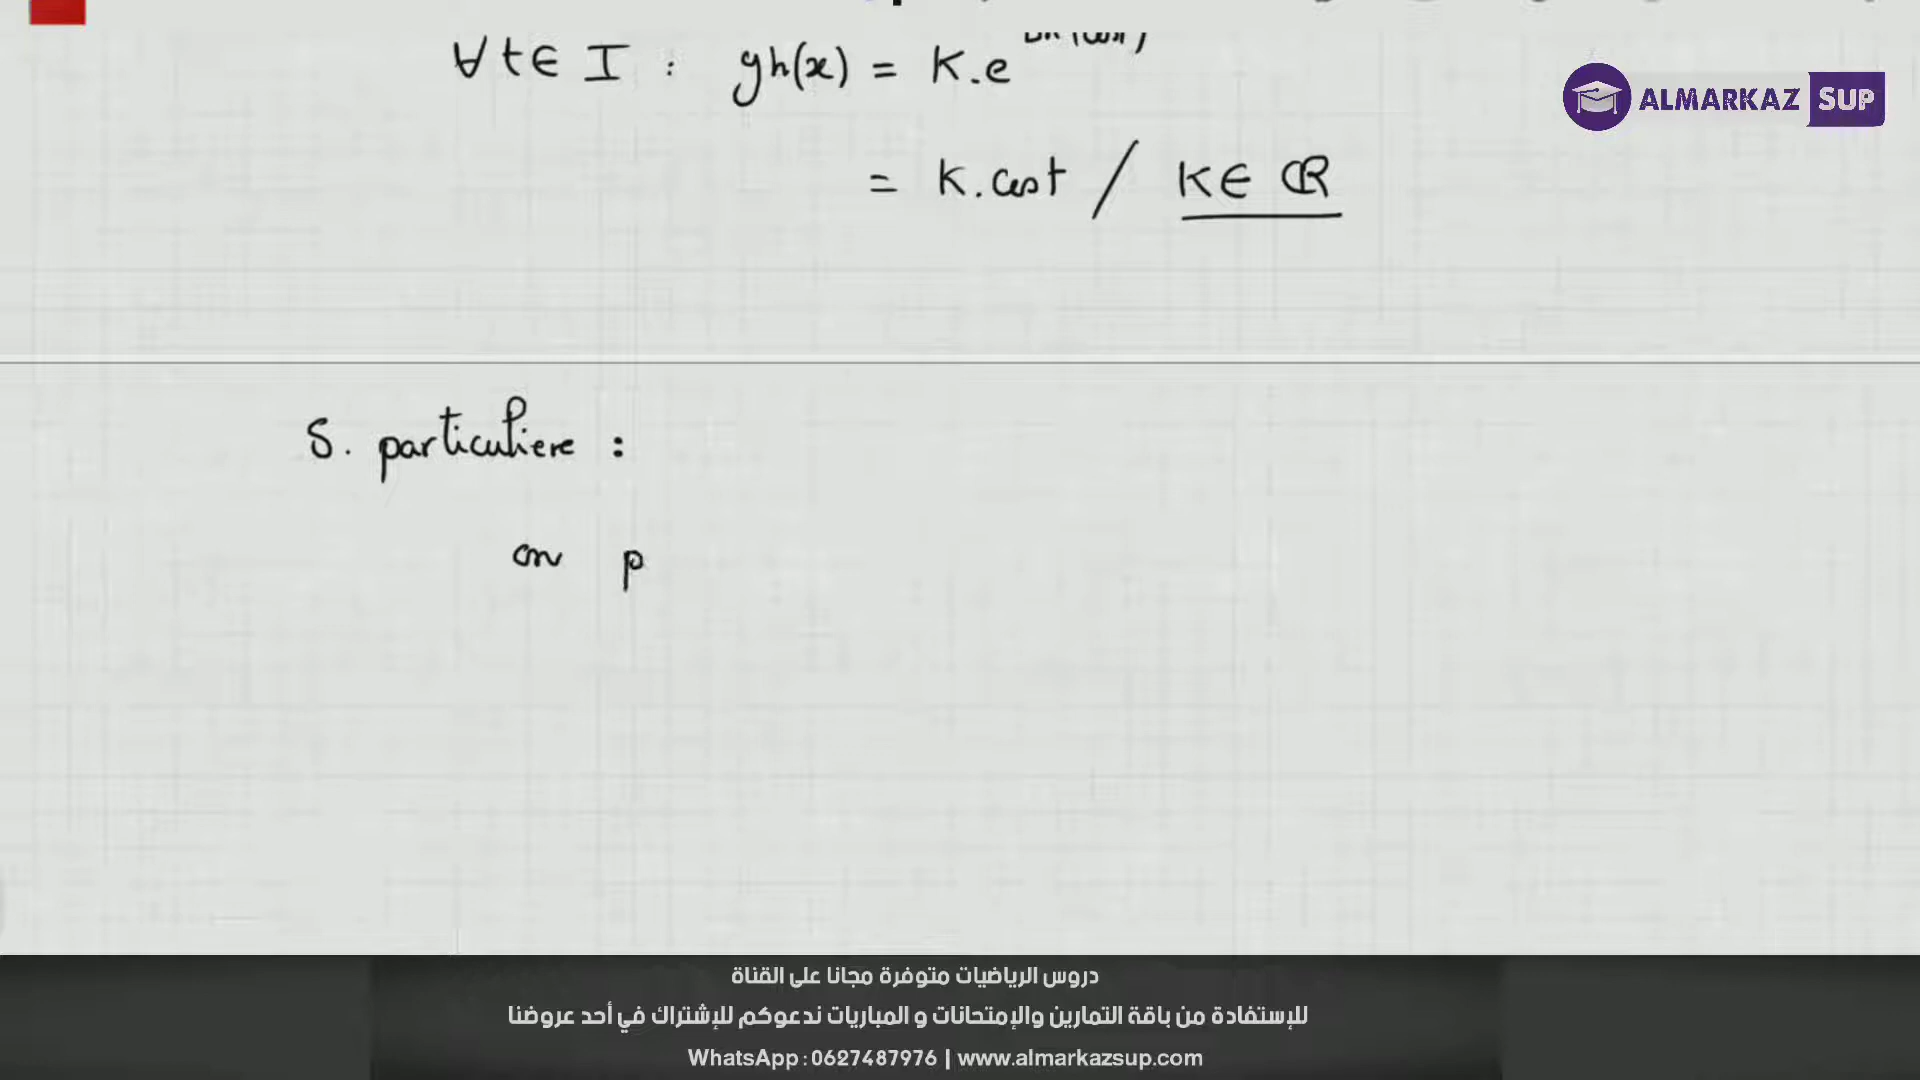 ∀ t ∈ I : yh(x) = K.e
ALMARKAZ SUP
= K.cost / K ∈ ℝ
S. particuliere :
on p
دروس الرياضيات متوفرة مجانا على القناة
للإستفادة من باقة التمارين والإمتحانات و المباريات ندعوكم للإشتراك في أحد عروضنا
WhatsApp : 0627487976 | www.almarkazsup.com